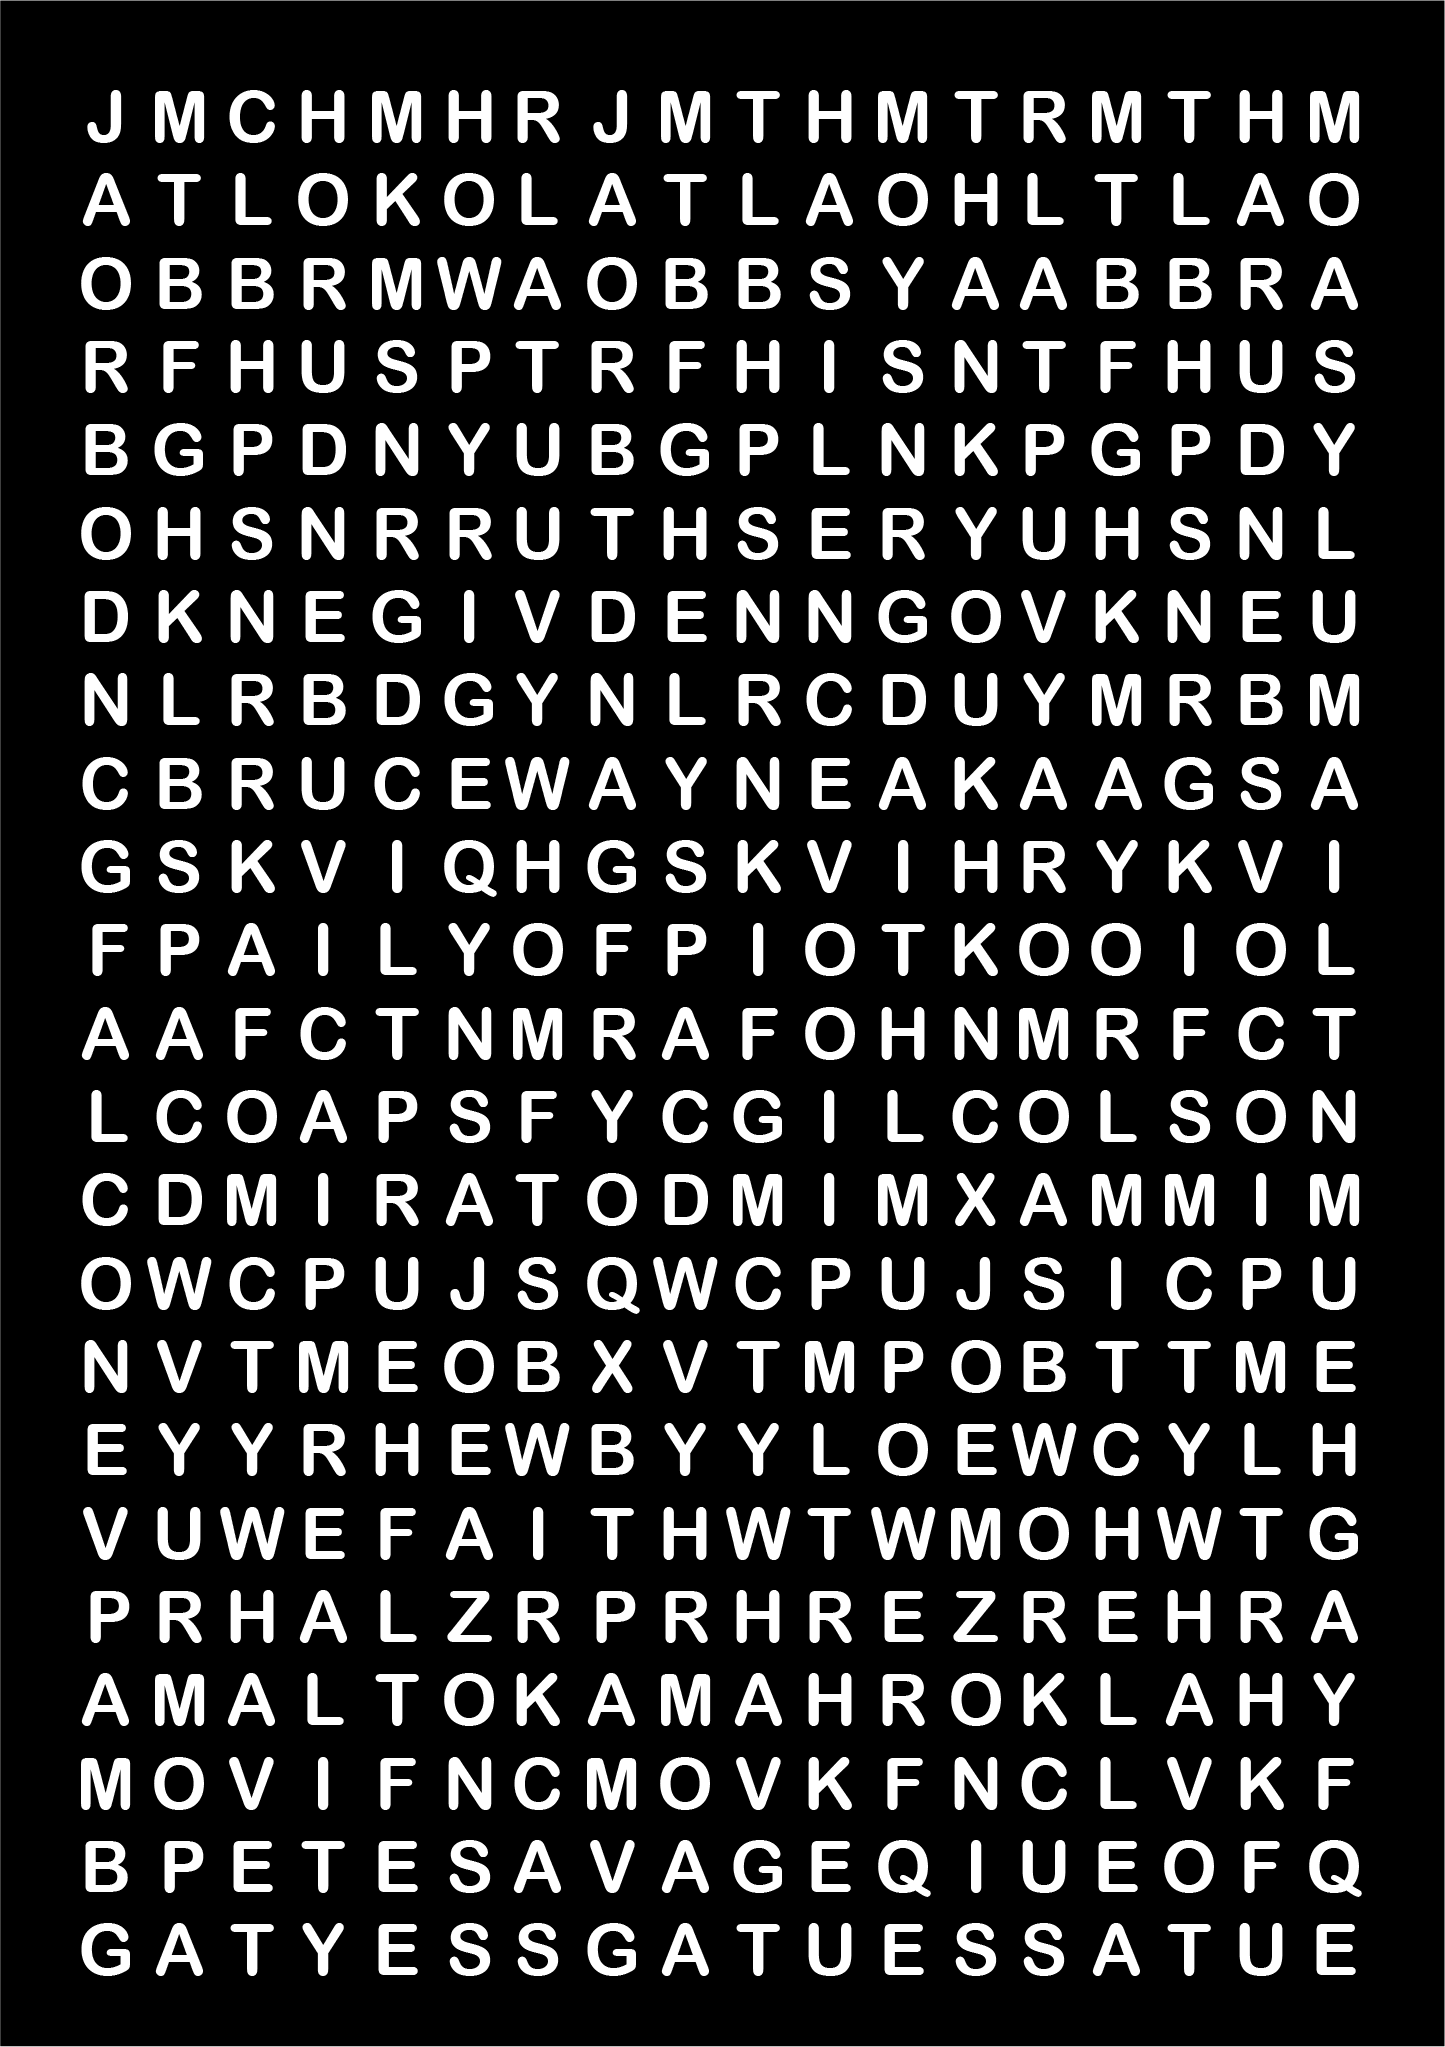 J M C H M H R J M T H M T R M T H M
A T L O K O L A T L A O H L T L A O
O B B R M W A O B B S Y A A B B R A
R F H U S P T R F H I S N T F H U S
B G P D N Y U B G P L N K P G P D Y
O H S N R R U T H S E R Y U H S N L
D K N E G I V D E N N G O V K N E U
N L R B D G Y N L R C D U Y M R B M
C B R U C E W A Y N E A K A A G S A
G S K V I Q H G S K V I H R Y K V I
F P A I L Y O F P I O T K O O I O L
A A F C T N M R A F O H N M R F C T
L C O A P S F Y C G I L C O L S O N
C D M I R A T O D M I M X A M M I M
O W C P U J S Q W C P U J S I C P U
N V T M E O B X V T M P O B T T M E
E Y Y R H E W B Y Y L O E W C Y L H
V U W E F A I T H W T W M O H W T G
P R H A L Z R P R H R E Z R E H R A
A M A L T O K A M A H R O K L A H Y
M O V I F N C M O V K F N C L V K F
B P E T E S A V A G E Q I U E O F Q
G A T Y E S S G A T U E S S A T U E